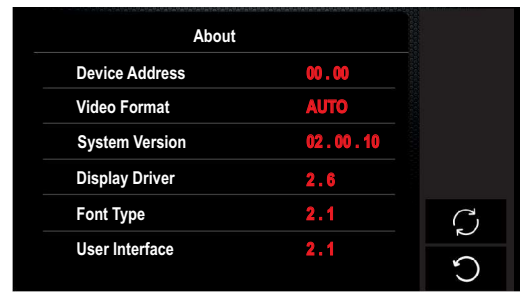 About
Device Address 00.00
Video Format AUTO
System Version 02.00.10
Display Driver 2.6
Font Type 2.1
User Interface 2.1